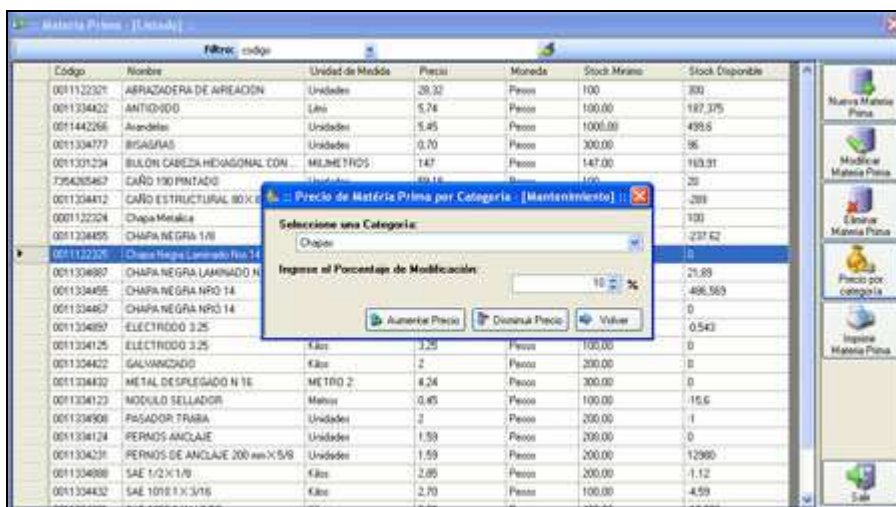 Materia Prima - [Listado] ::
Filtro: codigo
Código Nombre Unidad de Medida Precio Moneda Stock Minimo Stock Disponible
0011122321 ABRAZADERA DE AIREACION Unidades 28,32 Pesos 100 300
0011334422 ANTIOXIDO Pesos 100,00 187,375
0011442266 Arandelas Unidades 5,45 Pesos 1000,00 499,6
0011334777 BISAGRAS Unidades 0,70 Pesos 300,00 96
0011331234 BULON CABEZA HEXAGONAL CON ... MILIMETROS 147 Pesos 147.00 169,91
7354265467 CAÑO 190 PINTADO Unidades 100 20
0011334412 CAÑO ESTRUCTURAL 80 X -289
0001122324 Chapa Metalica 100
0011334455 CHAPA NEGRA 1/8 -237.62
0011122325 Chapa Negra Laminado Nro 14 0
0011334887 CHAPA NEGRA LAMINADO N 21,89
0011334455 CHAPA NEGRA NRO 14 -486,569
0011334467 CHAPA NEGRA NRO 14 0
0011334897 ELECTRODO 3.25 0.543
0011334125 ELECTRODO 3.25 Kilos 3,25 Pesos 100,00 0
0011334422 GALVANIZADO Kilos 2 Pesos 200,00 0
0011334432 METAL DESPLEGADO N 16 METRO 2 4,24 Pesos 300,00 0
0011334123 NODULO SELLADOR Metros 0,45 Pesos 100,00 -15,6
0011334908 PASADOR TRABA Unidades 2 Pesos 200,00 -1
0011334124 PERNOS ANCLAJE Unidades 1,59 Pesos 200,00 0
0011334231 PERNOS DE ANCLAJE 200 mm X 5/8 Unidades 1,59 Pesos 200,00 12980
0011334888 SAE 1/2 X 1/8 Kilos 2,85 Pesos 200,00 -1.12
0011334432 SAE 1010 1 X 3/16 Kilos 2,70 Pesos 100,00 4,59
:: Precio de Matéria Prima por Categoria - [Mantenimiento] ::
Seleccione una Categoria:
Chapas
Ingrese el Porcentaje de Modificación:
10 %
Aumentar Precio Disminuir Precio Volver
Nueva Materia
Prima
Modificar
Materia Prima
Eliminar
Materia Prima
Precio por
categoria
Imprimir
Materia Prima
Salir